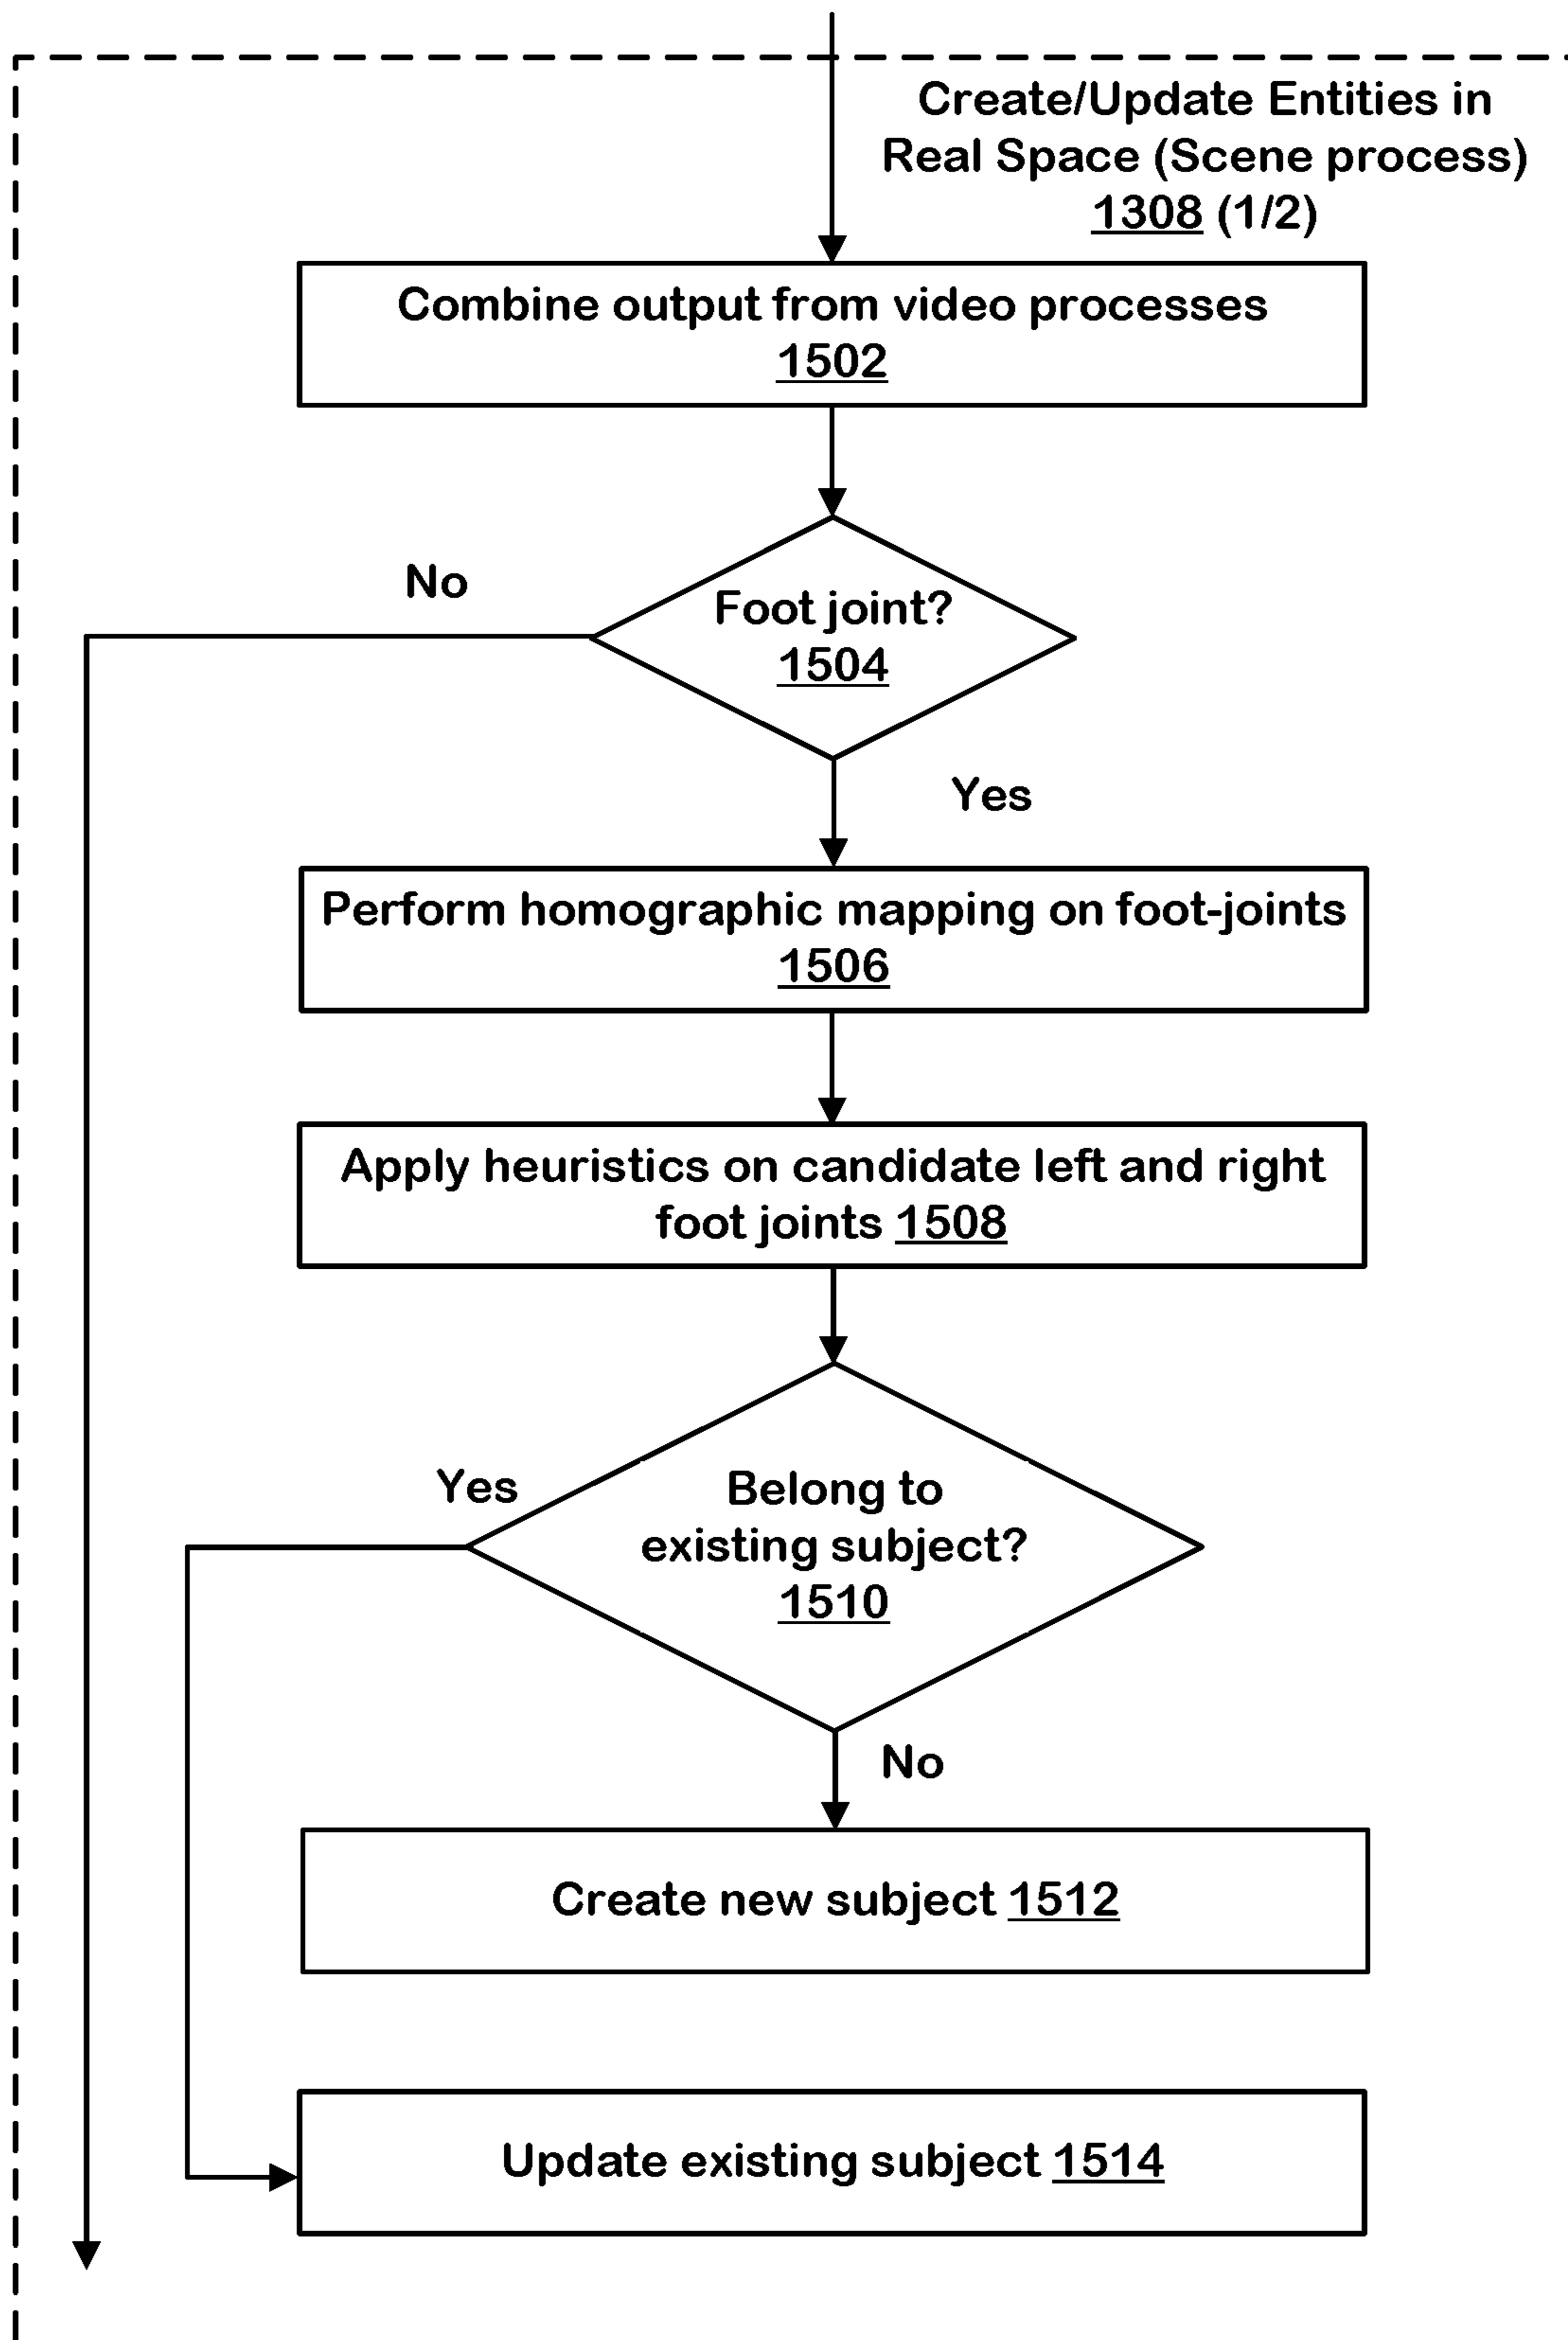 Create/Update Entities in
Real Space (Scene process)
1308 (1/2)
Combine output from video processes
1502
No
Foot joint?
1504
Yes
Perform homographic mapping on foot-joints
1506
Apply heuristics on candidate left and right
foot joints 1508
Yes
Belong to
existing subject?
1510
No
Create new subject 1512
Update existing subject 1514